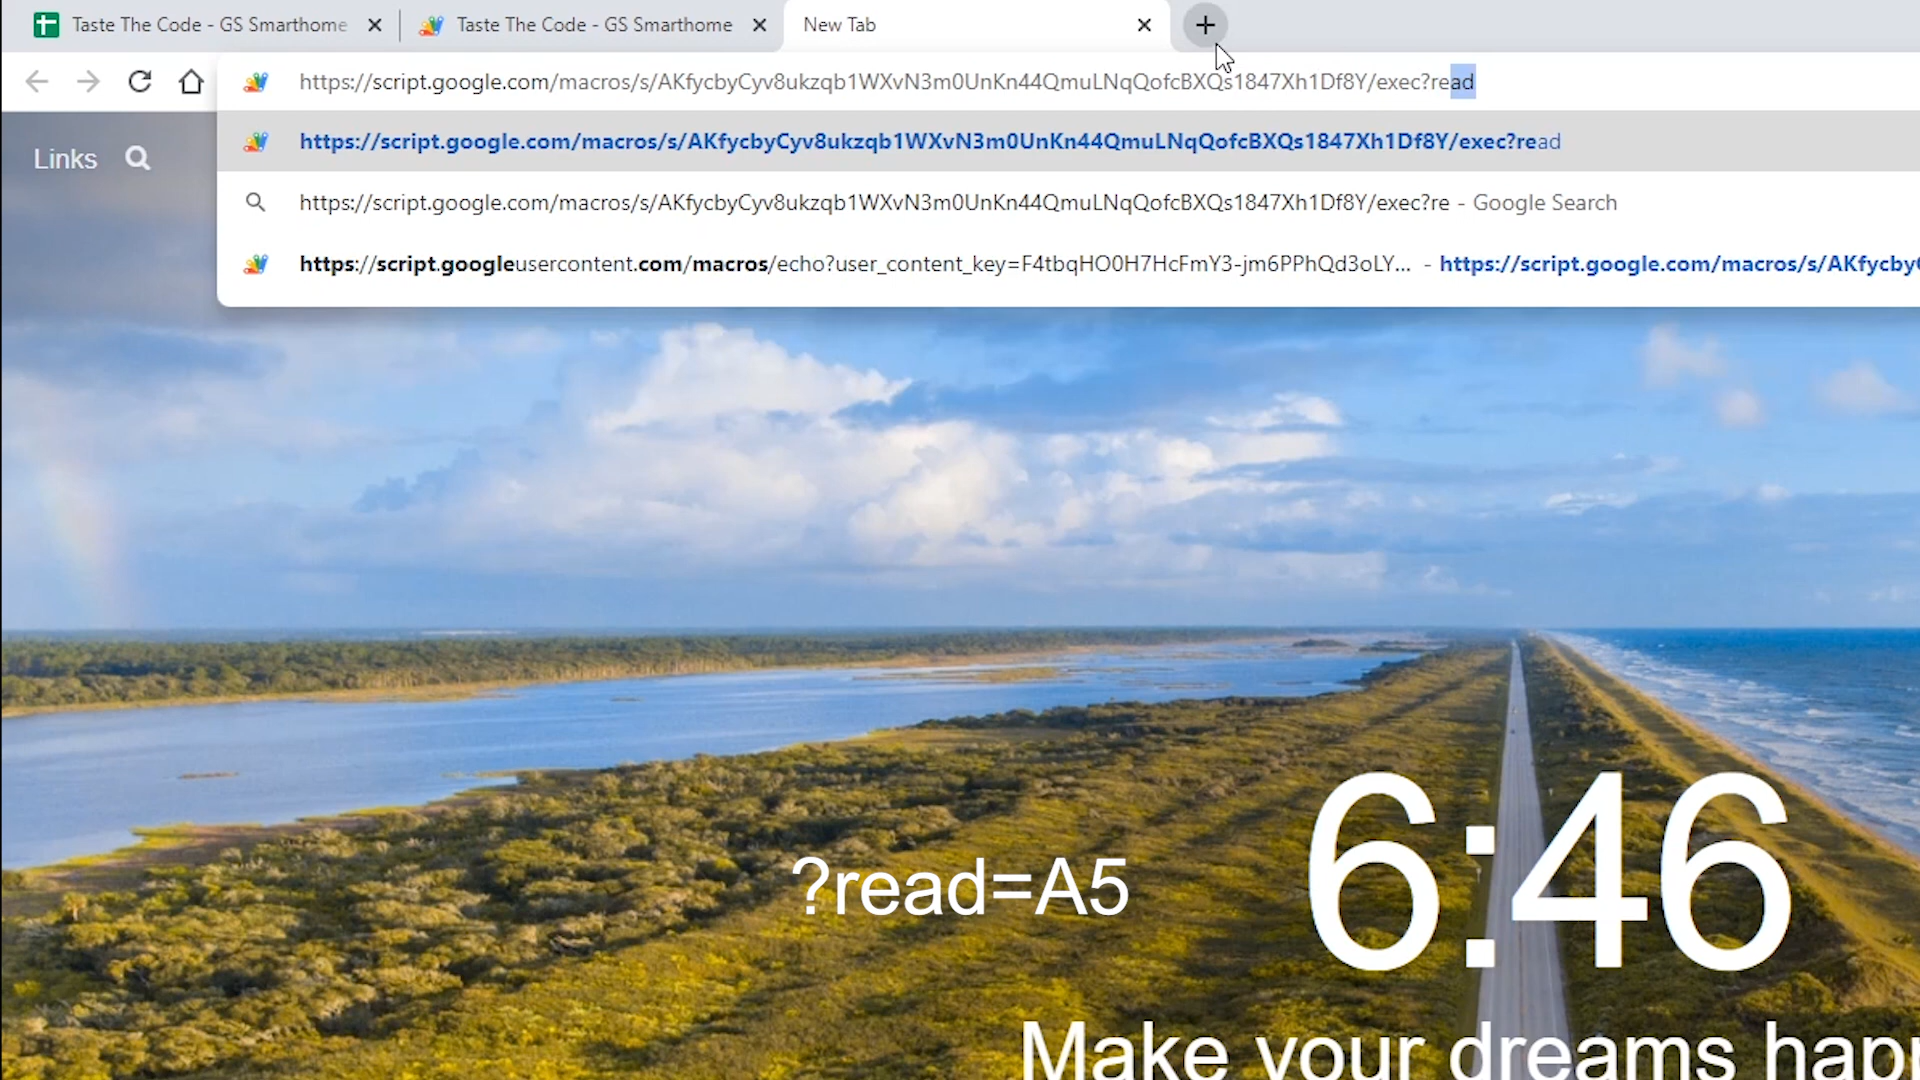 Taste The Code - GS Smarthome
Taste The Code - GS Smarthome
New Tab
https://script.google.com/macros/s/AKfycbyCyv8ukzqb1WXvN3m0UnKn44QmuLNqQofcBXQs1847Xh1Df8Y/exec?read
Links
https://script.google.com/macros/s/AKfycbyCyv8ukzqb1WXvN3m0UnKn44QmuLNqQofcBXQs1847Xh1Df8Y/exec?read
https://script.google.com/macros/s/AKfycbyCyv8ukzqb1WXvN3m0UnKn44QmuLNqQofcBXQs1847Xh1Df8Y/exec?re - Google Search
https://script.googleusercontent.com/macros/echo?user_content_key=F4tbqHO0H7HcFmY3-jm6PPhQd3oLY... - https://script.google.com/macros/s/AKfycby
?read=A5
6:46
Make your dreams